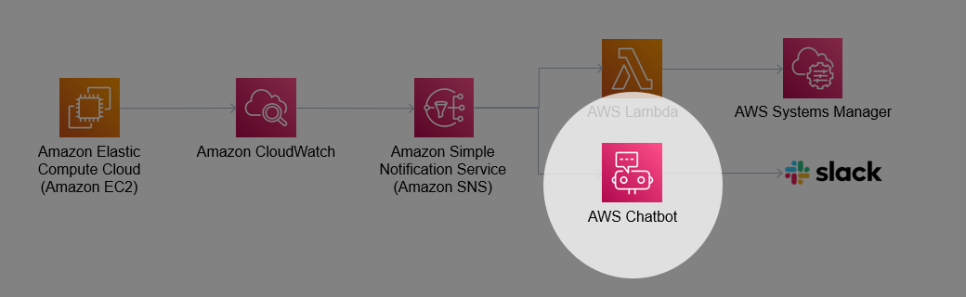 Amazon Elastic
Compute Cloud
(Amazon EC2)
Amazon CloudWatch
Amazon Simple
Notification Service
(Amazon SNS)
AWS Lambda
AWS Systems Manager
AWS Chatbot
slack